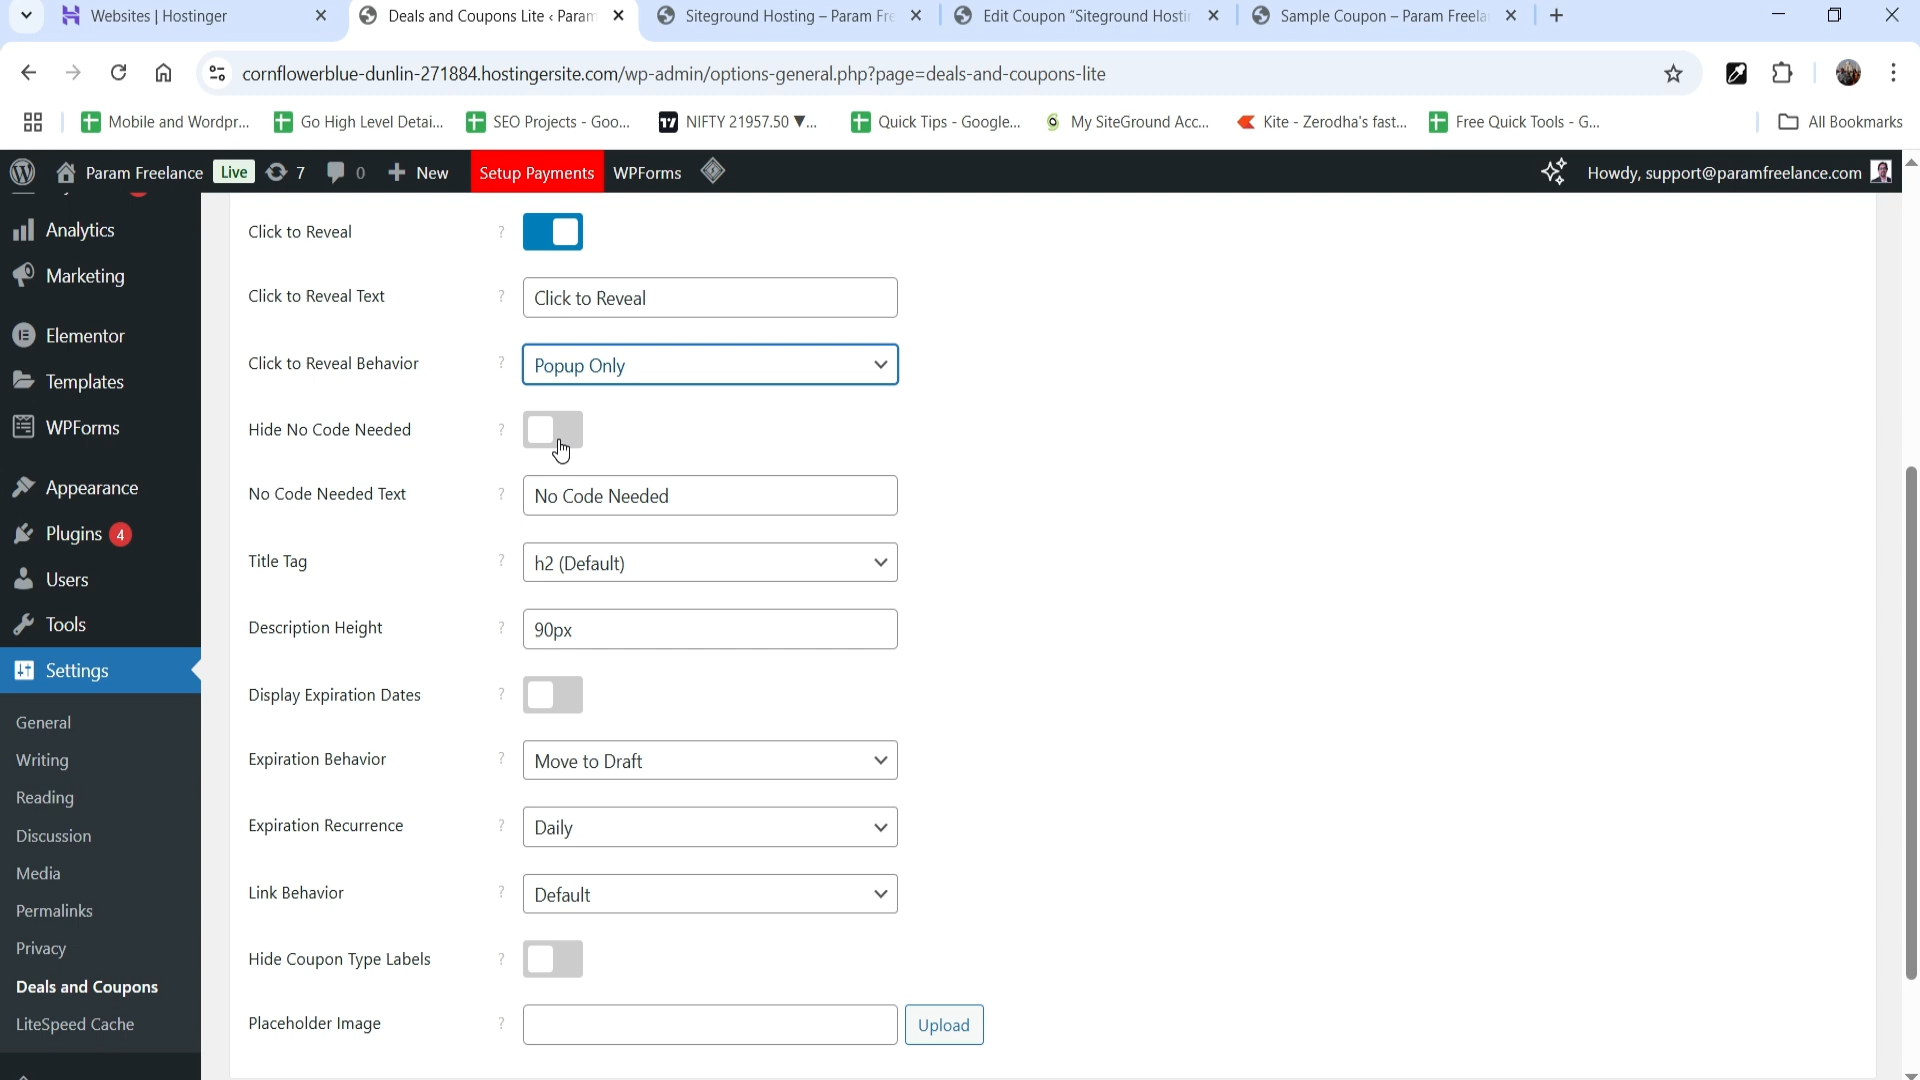 Websites | Hostinger
Deals and Coupons Lite ‹ Param
Siteground Hosting – Param Fre
Edit Coupon "Siteground Hostin
Sample Coupon – Param Freela
cornflowerblue-dunlin-271884.hostingersite.com/wp-admin/options-general.php?page=deals-and-coupons-lite
Mobile and Wordpr...
Go High Level Detai...
SEO Projects - Goo...
NIFTY 21957.50 ▼...
Quick Tips - Google...
My SiteGround Acc...
Kite - Zerodha's fast...
Free Quick Tools - G...
All Bookmarks
Param Freelance Live 7 0 New Setup Payments WPForms
Howdy, support@paramfreelance.com
Analytics
Marketing
Elementor
Templates
WPForms
Appearance
Plugins 4
Users
Tools
Settings
General
Writing
Reading
Discussion
Media
Permalinks
Privacy
Deals and Coupons
LiteSpeed Cache
Click to Reveal ?
Click to Reveal Text ? Click to Reveal
Click to Reveal Behavior ? Popup Only
Hide No Code Needed ?
No Code Needed Text ? No Code Needed
Title Tag ? h2 (Default)
Description Height ? 90px
Display Expiration Dates ?
Expiration Behavior ? Move to Draft
Expiration Recurrence ? Daily
Link Behavior ? Default
Hide Coupon Type Labels ?
Placeholder Image ? Upload